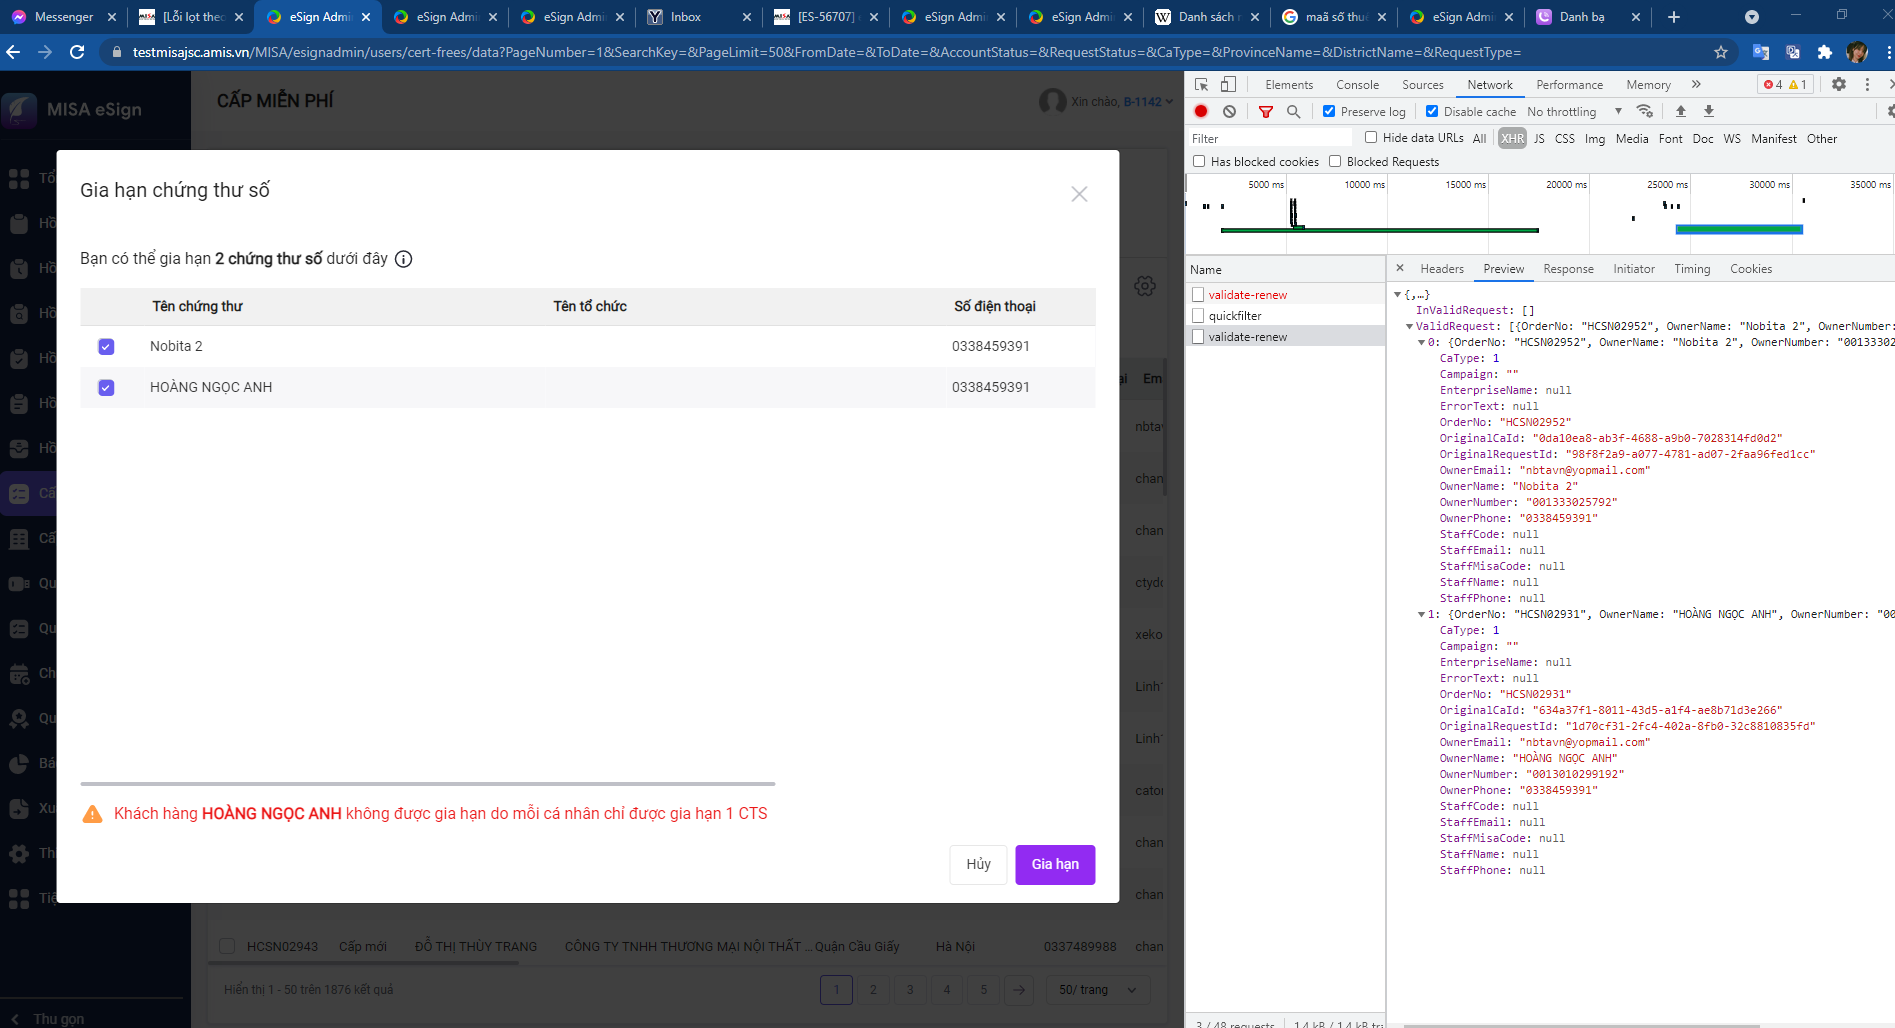 Messenger
[Lỗi lọt theo
eSign Admi
eSign Admi
eSign Admi
Inbox
[ES-56707]
eSign Admi
eSign Admi
Danh sách
maã số thu
eSign Admi
Danh bạ
testmisajsc.amis.vn/MISA/esignadmin/users/cert-frees/data?PageNumber=1&SearchKey=&PageLimit=50&FromDate=&ToDate=&AccountStatus=&RequestStatus=&CaType=&ProvinceName=&DistrictName=&RequestType=
MISA eSign
CẤP MIỄN PHÍ
Xin chào, B-1142
Gia hạn chứng thư số
Bạn có thể gia hạn 2 chứng thư số dưới đây
Tên chứng thư Tên tổ chức Số điện thoại
Nobita 2 0338459391
HOÀNG NGỌC ANH 0338459391
Khách hàng HOÀNG NGỌC ANH không được gia hạn do mỗi cá nhân chỉ được gia hạn 1 CTS
Hủy Gia hạn
Hồ
Qu
Thu gọn
HCSN02943 Cấp mới ĐỖ THỊ THÙY TRANG CÔNG TY TNHH THƯƠNG MẠI NỘI THẤT ... Quận Cầu Giấy Hà Nội 0337489988 chan
Hiển thị 1 - 50 trên 1876 kết quả
1 2 3 4 5 50/ trang
Em
nbta
chan
chan
ctyd
xeko
Linh
Linh
cato
chan
chan
Elements Console Sources Network Performance Memory 4 1
Preserve log Disable cache No throttling
Filter Hide data URLs All XHR JS CSS Img Media Font Doc WS Manifest Other
Has blocked cookies Blocked Requests
5000 ms 10000 ms 15000 ms 20000 ms 25000 ms 30000 ms 35000 ms
Name
validate-renew
quickfilter
validate-renew
Headers Preview Response Initiator Timing Cookies
{,…}
InValidRequest: []
ValidRequest: [{OrderNo: "HCSN02952", OwnerName: "Nobita 2", OwnerNumber:
0: {OrderNo: "HCSN02952", OwnerName: "Nobita 2", OwnerNumber: "00133302
CaType: 1
Campaign: ""
EnterpriseName: null
ErrorText: null
OrderNo: "HCSN02952"
OriginalCaId: "0da10ea8-ab3f-4688-a9b0-7028314fd0d2"
OriginalRequestId: "98f8f2a9-a077-4781-ad07-2faa96fed1cc"
OwnerEmail: "nbtavn@yopmail.com"
OwnerName: "Nobita 2"
OwnerNumber: "001333025792"
OwnerPhone: "0338459391"
StaffCode: null
StaffEmail: null
StaffMisaCode: null
StaffName: null
StaffPhone: null
1: {OrderNo: "HCSN02931", OwnerName: "HOÀNG NGỌC ANH", OwnerNumber: "00
CaType: 1
Campaign: ""
EnterpriseName: null
ErrorText: null
OrderNo: "HCSN02931"
OriginalCaId: "634a37f1-8011-43d5-a1f4-ae8b71d3e266"
OriginalRequestId: "1d70cf31-2fc4-402a-8fb0-32c8810835fd"
OwnerEmail: "nbtavn@yopmail.com"
OwnerName: "HOÀNG NGỌC ANH"
OwnerNumber: "0013010299192"
OwnerPhone: "0338459391"
StaffCode: null
StaffEmail: null
StaffMisaCode: null
StaffName: null
StaffPhone: null
3 / 48 requests 1.4 kB / 1.4 kB